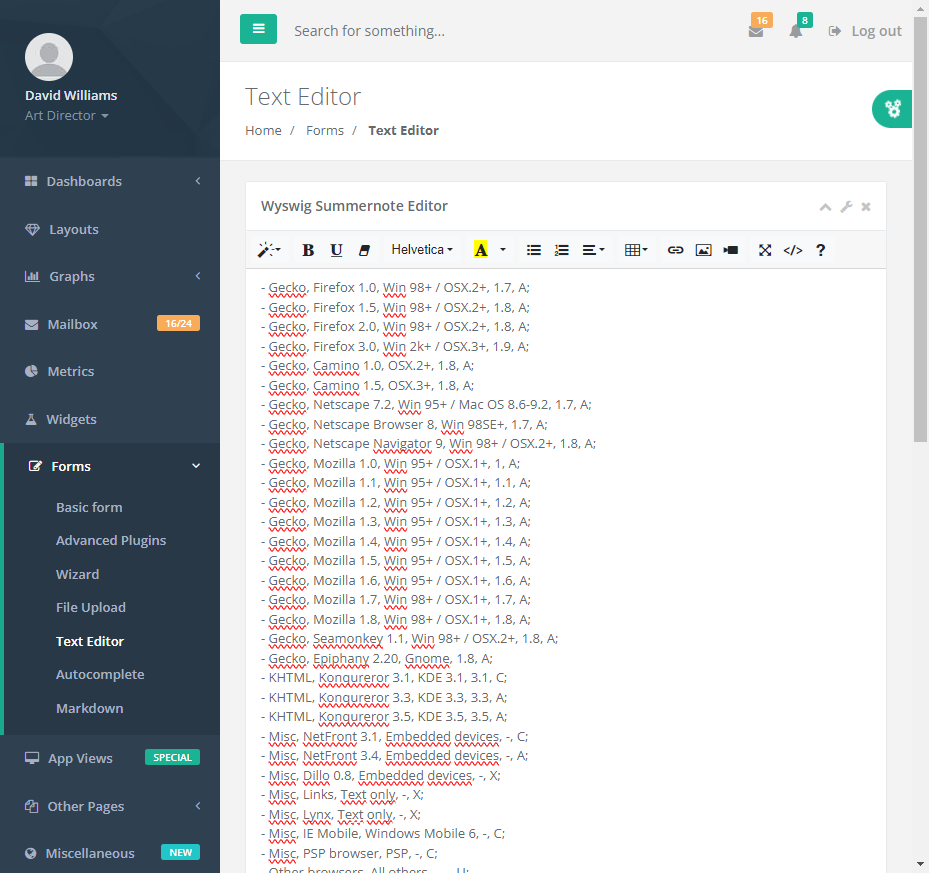 David Williams
Art Director
Dashboards
Layouts
Graphs
Mailbox 16/24
Metrics
Widgets
Forms
Basic form
Advanced Plugins
Wizard
File Upload
Text Editor
Autocomplete
Markdown
App Views SPECIAL
Other Pages
Miscellaneous NEW
Search for something... 16 8 Log out
Text Editor
Home / Forms / Text Editor
Wyswig Summernote Editor
B U Helvetica A </> ?
- Gecko, Firefox 1.0, Win 98+ / OSX.2+, 1.7, A;
- Gecko, Firefox 1.5, Win 98+ / OSX.2+, 1.8, A;
- Gecko, Firefox 2.0, Win 98+ / OSX.2+, 1.8, A;
- Gecko, Firefox 3.0, Win 2k+ / OSX.3+, 1.9, A;
- Gecko, Camino 1.0, OSX.2+, 1.8, A;
- Gecko, Camino 1.5, OSX.3+, 1.8, A;
- Gecko, Netscape 7.2, Win 95+ / Mac OS 8.6-9.2, 1.7, A;
- Gecko, Netscape Browser 8, Win 98SE+, 1.7, A;
- Gecko, Netscape Navigator 9, Win 98+ / OSX.2+, 1.8, A;
- Gecko, Mozilla 1.0, Win 95+ / OSX.1+, 1, A;
- Gecko, Mozilla 1.1, Win 95+ / OSX.1+, 1.1, A;
- Gecko, Mozilla 1.2, Win 95+ / OSX.1+, 1.2, A;
- Gecko, Mozilla 1.3, Win 95+ / OSX.1+, 1.3, A;
- Gecko, Mozilla 1.4, Win 95+ / OSX.1+, 1.4, A;
- Gecko, Mozilla 1.5, Win 95+ / OSX.1+, 1.5, A;
- Gecko, Mozilla 1.6, Win 95+ / OSX.1+, 1.6, A;
- Gecko, Mozilla 1.7, Win 98+ / OSX.1+, 1.7, A;
- Gecko, Mozilla 1.8, Win 98+ / OSX.1+, 1.8, A;
- Gecko, Seamonkey 1.1, Win 98+ / OSX.2+, 1.8, A;
- Gecko, Epiphany 2.20, Gnome, 1.8, A;
- KHTML, Konqureror 3.1, KDE 3.1, 3.1, C;
- KHTML, Konqureror 3.3, KDE 3.3, 3.3, A;
- KHTML, Konqureror 3.5, KDE 3.5, 3.5, A;
- Misc, NetFront 3.1, Embedded devices, -, C;
- Misc, NetFront 3.4, Embedded devices, -, A;
- Misc, Dillo 0.8, Embedded devices, -, X;
- Misc, Links, Text only, -, X;
- Misc, Lynx, Text only, -, X;
- Misc, IE Mobile, Windows Mobile 6, -, C;
- Misc, PSP browser, PSP, -, C;
- Other browsers, All others, -, -, U;